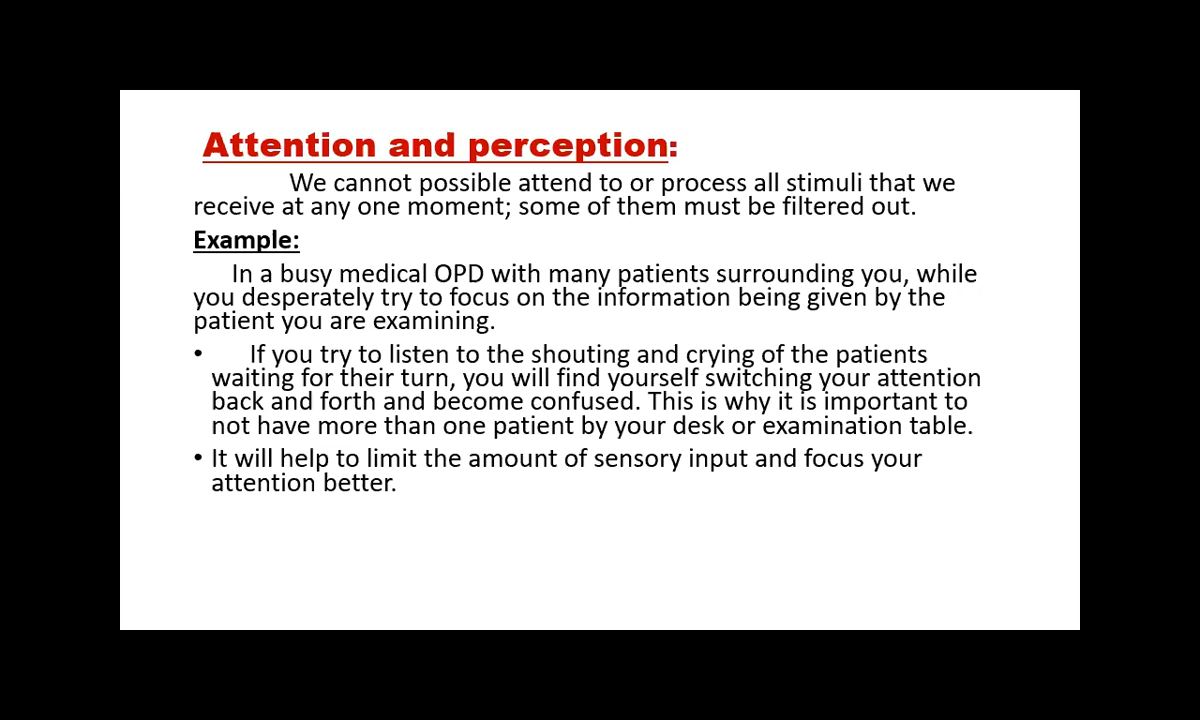 Attention and perception:
We cannot possible attend to or process all stimuli that we
receive at any one moment; some of them must be filtered out.
Example:
In a busy medical OPD with many patients surrounding you, while
you desperately try to focus on the information being given by the
patient you are examining.
• If you try to listen to the shouting and crying of the patients
waiting for their turn, you will find yourself switching your attention
back and forth and become confused. This is why it is important to
not have more than one patient by your desk or examination table.
• It will help to limit the amount of sensory input and focus your
attention better.